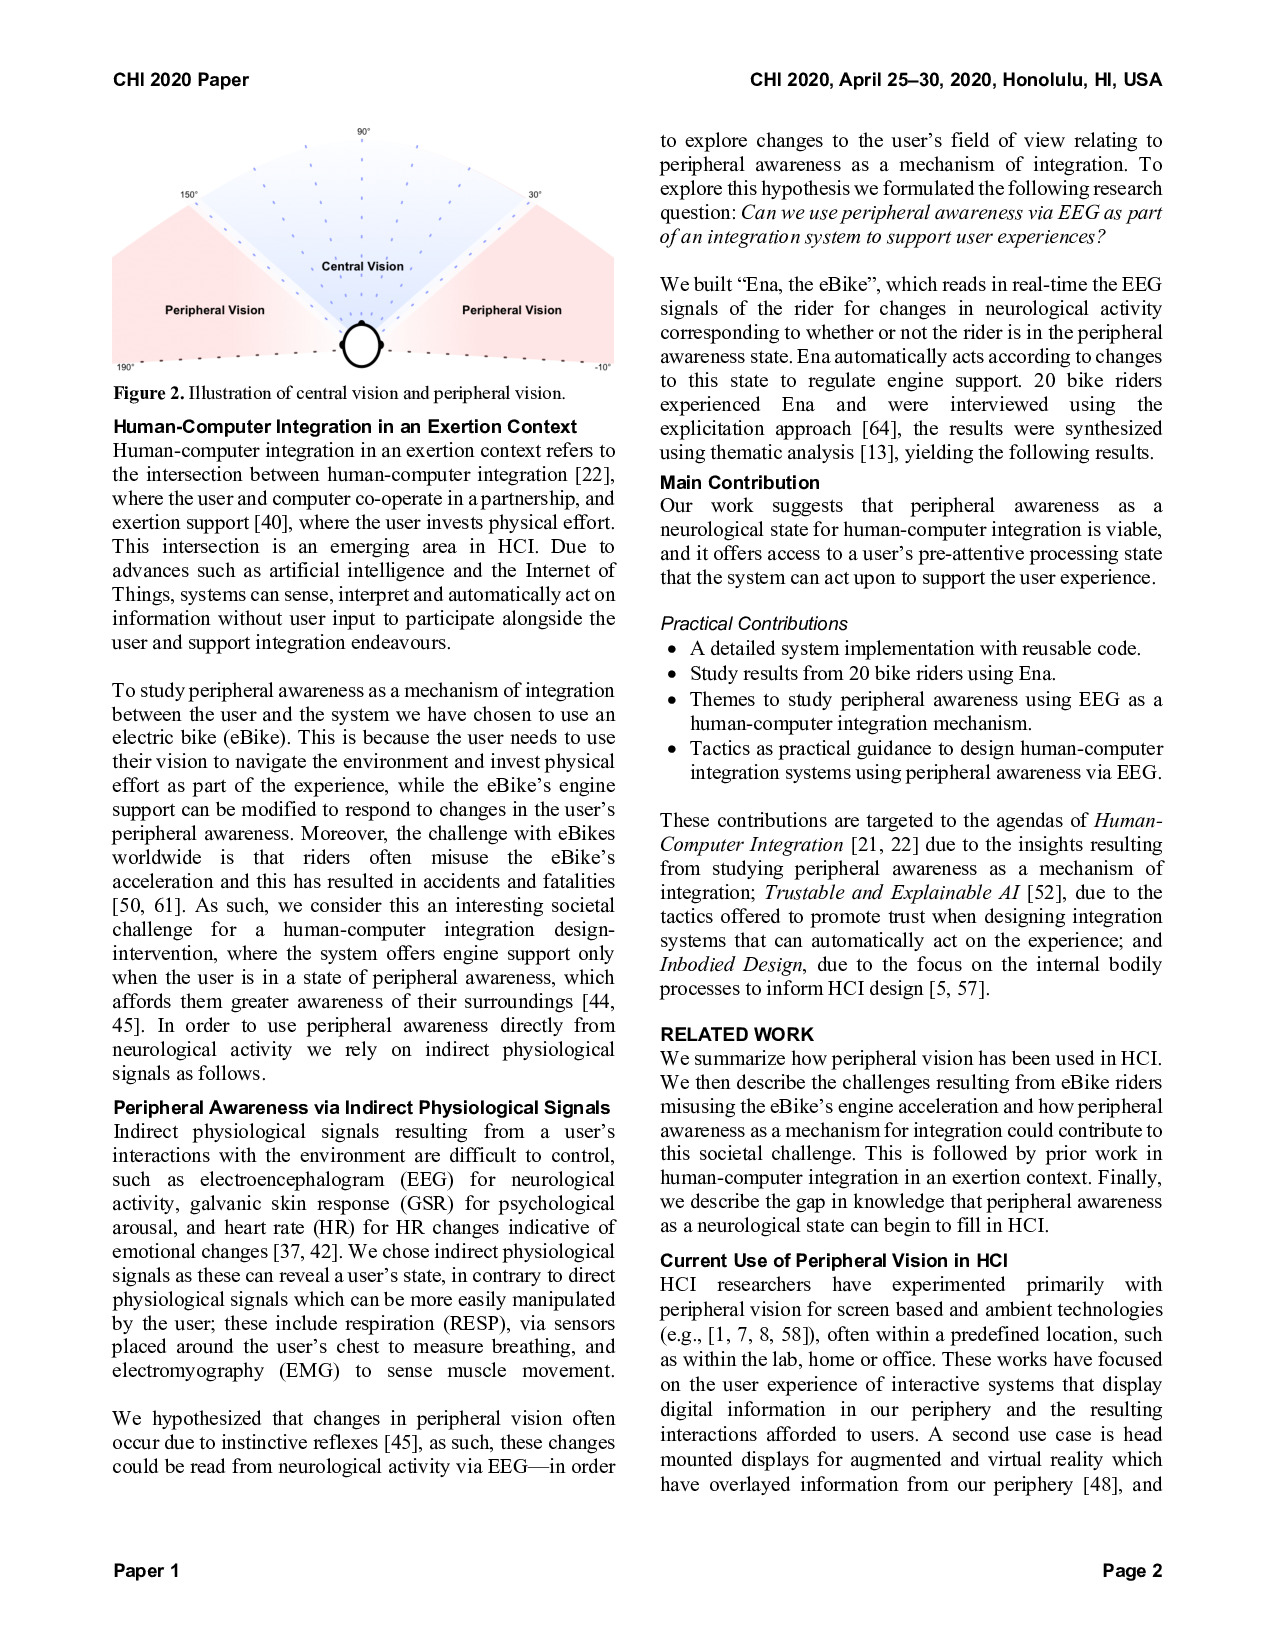 CHI 2020 Paper
CHI 2020, April 25–30, 2020, Honolulu, HI, USA
90°
150°
30°
Central Vision
Peripheral Vision
Peripheral Vision
190°
-10°
Figure 2. Illustration of central vision and peripheral vision.
Human-Computer Integration in an Exertion Context
Human-computer integration in an exertion context refers to
the intersection between human-computer integration [22],
where the user and computer co-operate in a partnership, and
exertion support [40], where the user invests physical effort.
This intersection is an emerging area in HCI. Due to
advances such as artificial intelligence and the Internet of
Things, systems can sense, interpret and automatically act on
information without user input to participate alongside the
user and support integration endeavours.
To study peripheral awareness as a mechanism of integration
between the user and the system we have chosen to use an
electric bike (eBike). This is because the user needs to use
their vision to navigate the environment and invest physical
effort as part of the experience, while the eBike's engine
support can be modified to respond to changes in the user's
peripheral awareness. Moreover, the challenge with eBikes
worldwide is that riders often misuse the eBike's
acceleration and this has resulted in accidents and fatalities
[50, 61]. As such, we consider this an interesting societal
challenge for a human-computer integration design-
intervention, where the system offers engine support only
when the user is in a state of peripheral awareness, which
affords them greater awareness of their surroundings [44,
45]. In order to use peripheral awareness directly from
neurological activity we rely on indirect physiological
signals as follows.
Peripheral Awareness via Indirect Physiological Signals
Indirect physiological signals resulting from a user's
interactions with the environment are difficult to control,
such as electroencephalogram (EEG) for neurological
activity, galvanic skin response (GSR) for psychological
arousal, and heart rate (HR) for HR changes indicative of
emotional changes [37, 42]. We chose indirect physiological
signals as these can reveal a user's state, in contrary to direct
physiological signals which can be more easily manipulated
by the user; these include respiration (RESP), via sensors
placed around the user's chest to measure breathing, and
electromyography (EMG) to sense muscle movement.
We hypothesized that changes in peripheral vision often
occur due to instinctive reflexes [45], as such, these changes
could be read from neurological activity via EEG—in order
to explore changes to the user's field of view relating to
peripheral awareness as a mechanism of integration. To
explore this hypothesis we formulated the following research
question: Can we use peripheral awareness via EEG as part
of an integration system to support user experiences?
We built “Ena, the eBike”, which reads in real-time the EEG
signals of the rider for changes in neurological activity
corresponding to whether or not the rider is in the peripheral
awareness state. Ena automatically acts according to changes
to this state to regulate engine support. 20 bike riders
experienced Ena and were interviewed using the
explicitation approach [64], the results were synthesized
using thematic analysis [13], yielding the following results.
Main Contribution
Our work suggests that peripheral awareness as a
neurological state for human-computer integration is viable,
and it offers access to a user's pre-attentive processing state
that the system can act upon to support the user experience.
Practical Contributions
• A detailed system implementation with reusable code.
• Study results from 20 bike riders using Ena.
• Themes to study peripheral awareness using EEG as a
human-computer integration mechanism.
• Tactics as practical guidance to design human-computer
integration systems using peripheral awareness via EEG.
These contributions are targeted to the agendas of Human-
Computer Integration [21, 22] due to the insights resulting
from studying peripheral awareness as a mechanism of
integration; Trustable and Explainable AI [52], due to the
tactics offered to promote trust when designing integration
systems that can automatically act on the experience; and
Inbodied Design, due to the focus on the internal bodily
processes to inform HCI design [5, 57].
RELATED WORK
We summarize how peripheral vision has been used in HCI.
We then describe the challenges resulting from eBike riders
misusing the eBike's engine acceleration and how peripheral
awareness as a mechanism for integration could contribute to
this societal challenge. This is followed by prior work in
human-computer integration in an exertion context. Finally,
we describe the gap in knowledge that peripheral awareness
as a neurological state can begin to fill in HCI.
Current Use of Peripheral Vision in HCI
HCI researchers have experimented primarily with
peripheral vision for screen based and ambient technologies
(e.g., [1, 7, 8, 58]), often within a predefined location, such
as within the lab, home or office. These works have focused
on the user experience of interactive systems that display
digital information in our periphery and the resulting
interactions afforded to users. A second use case is head
mounted displays for augmented and virtual reality which
have overlayed information from our periphery [48], and
Paper 1
Page 2